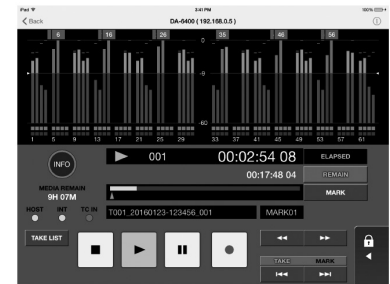 iPad 3:41 PM 100%
Back DA-6400 ( 192.168.0.5 )
6 16 26 35 46 56
0
-9
-60
1 5 9 13 17 21 25 29 33 37 41 45 49 53 57 61
INFO
001 00:02:54 08 ELAPSED
00:17:48 04 REMAIN
MEDIA REMAIN
9H 07M
MARK
HOST INT TC IN
T001_20160123-123456_001 MARK01
TAKE LIST
TAKE MARK